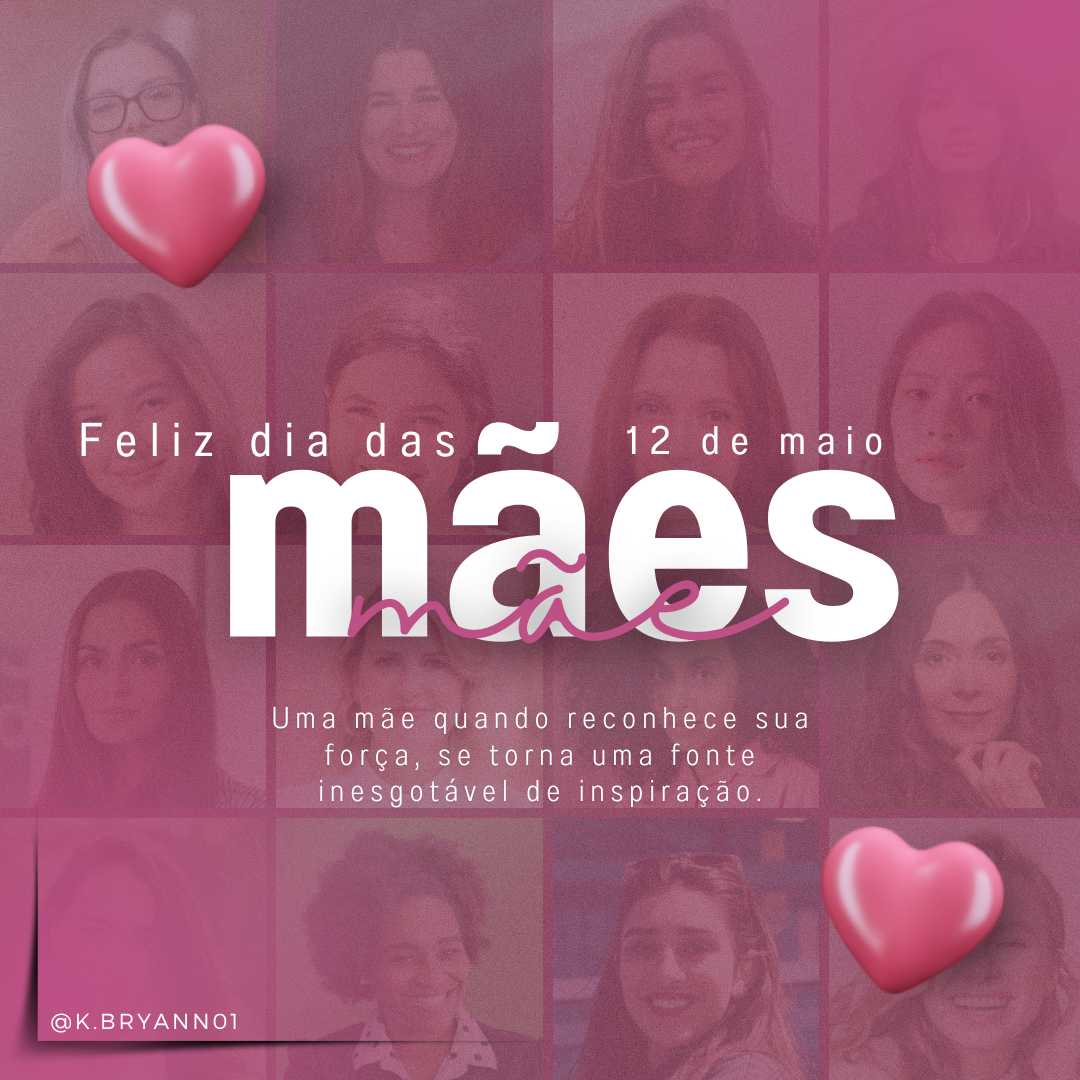 Feliz dia das
12 de maio
mães
mãe
Uma mãe quando reconhece sua
força, se torna uma fonte
inesgotável de inspiração.
@K.BRYANN01